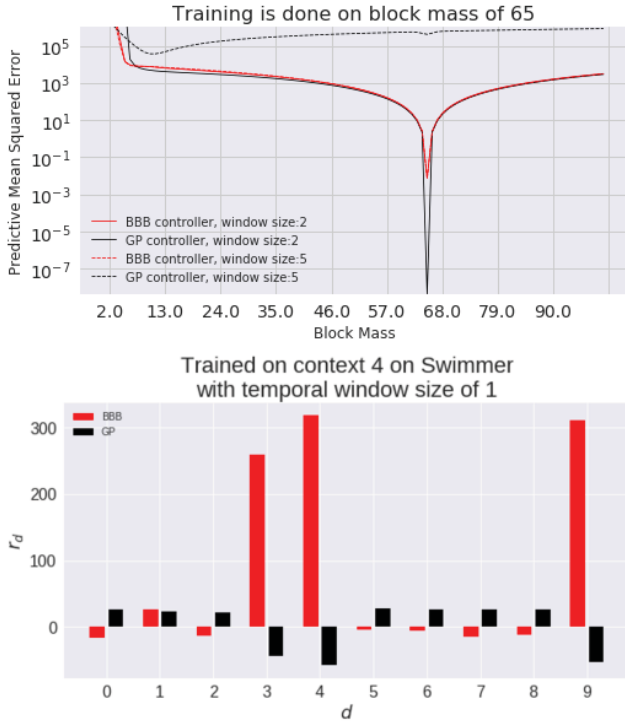 Training is done on block mass of 65
Predictive Mean Squared Error
10^5
10^3
10^1
10^-1
10^-3
10^-5
10^-7
BBB controller, window size:2
GP controller, window size:2
BBB controller, window size:5
GP controller, window size:5
2.0 13.0 24.0 35.0 46.0 57.0 68.0 79.0 90.0
Block Mass
Trained on context 4 on Swimmer
with temporal window size of 1
r_d
300
200
100
0
BBB
GP
0 1 2 3 4 5 6 7 8 9
d